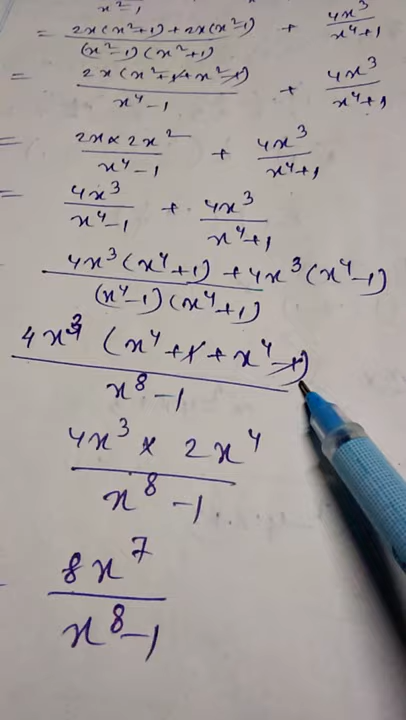 x²-1
= 2x(x²+1)+2x(x²-1) / (x²-1)(x²+1) + 4x³ / x⁴+1
= 2x(x²+1+x²-1) / x⁴-1 + 4x³ / x⁴+1
= 2x × 2x² / x⁴-1 + 4x³ / x⁴+1
= 4x³ / x⁴-1 + 4x³ / x⁴+1
4x³(x⁴+1) + 4x³(x⁴-1) / (x⁴-1)(x⁴+1)
4x³ (x⁴+1+x⁴-1) / x⁸-1
4x³ × 2x⁴ / x⁸-1
8x⁷ / x⁸-1